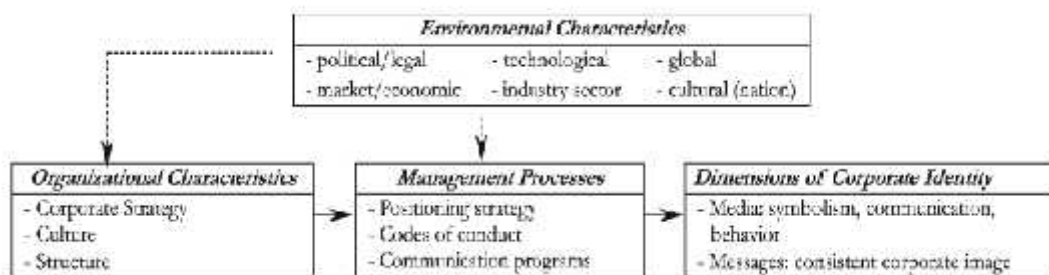 Environmental Characteristics
- political/legal - technological - global
- market/economic - industry sector - cultural (nation)
Organizational Characteristics
- Corporate Strategy
- Culture
- Structure
Management Processes
- Positioning strategy
- Codes of conduct
- Communication programs
Dimensions of Corporate Identity
- Media: symbolism, communication,
behavior
- Messages: consistent corporate image